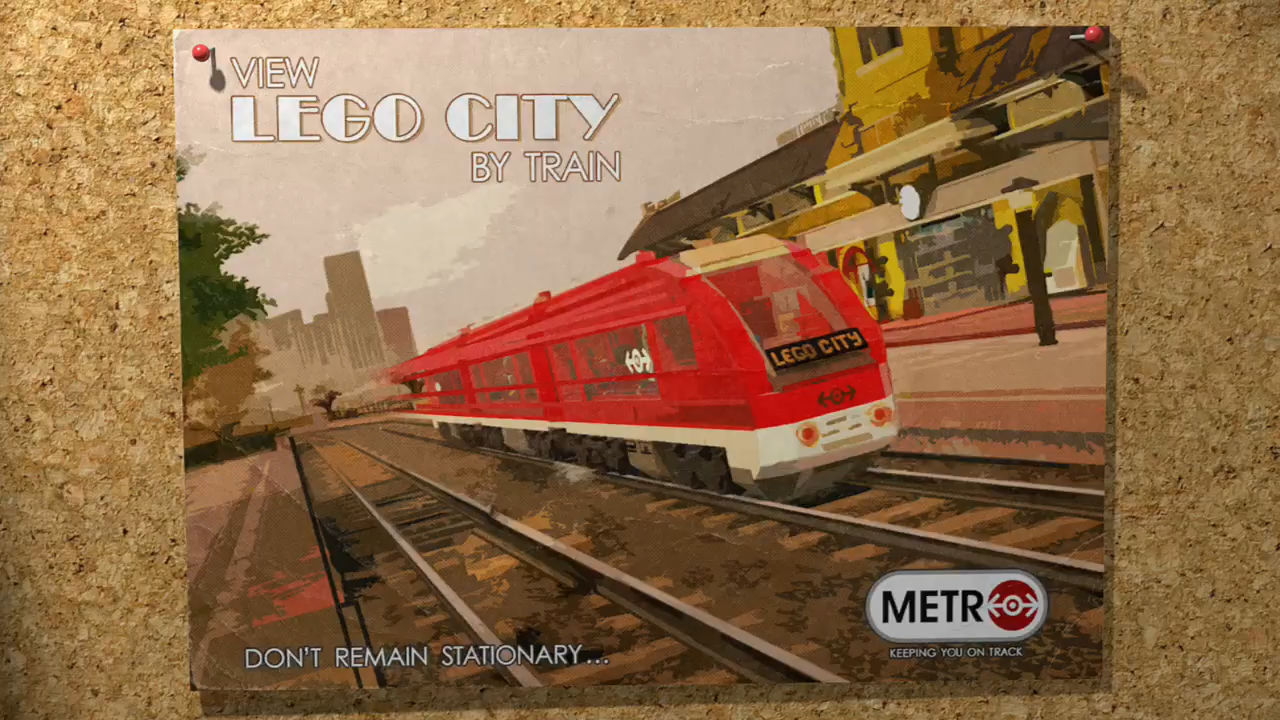 VIEW
LEGO CITY
BY TRAIN
LEGO CITY
METRO
KEEPING YOU ON TRACK
DON'T REMAIN STATIONARY...